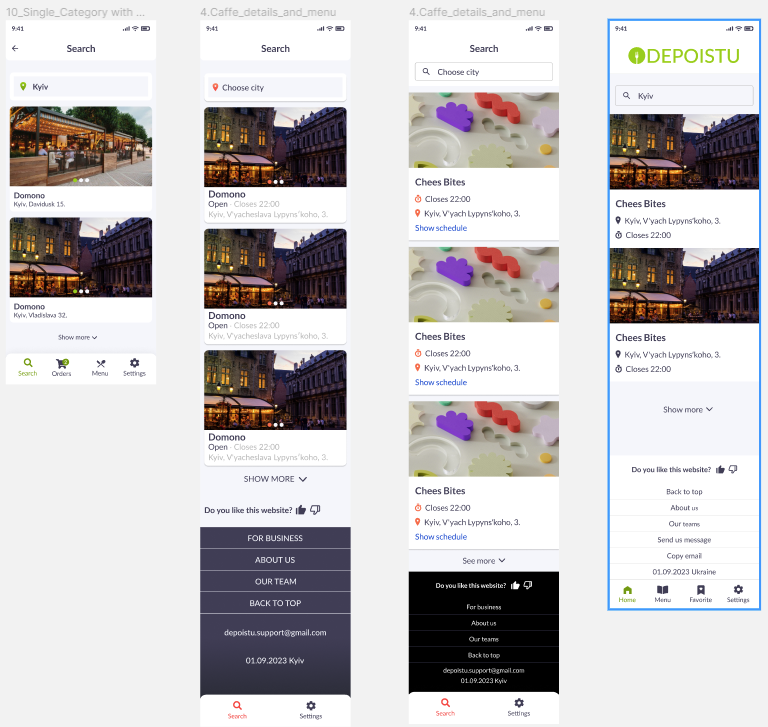 10_Single_Category with ...
9:41
Search
Kyiv
Domono
Kyiv, Davidusk 15.
Domono
Kyiv, Vladislava 32.
Show more
2
Search
Orders
Menu
Settings
4.Caffe_details_and_menu
9:41
Search
Choose city
Domono
Open · Closes 22:00
Kyiv, V'yacheslava Lypyns'koho, 3.
Domono
Open · Closes 22:00
Kyiv, V'yacheslava Lypyns'koho, 3.
Domono
Open · Closes 22:00
Kyiv, V'yacheslava Lypyns'koho, 3.
SHOW MORE
Do you like this website?
FOR BUSINESS
ABOUT US
OUR TEAM
BACK TO TOP
depoistu.support@gmail.com
01.09.2023 Kyiv
Search
Settings
4.Caffe_details_and_menu
9:41
Search
Choose city
Chees Bites
Closes 22:00
Kyiv, V'yach Lypyns'koho, 3.
Show schedule
Chees Bites
Closes 22:00
Kyiv, V'yach Lypyns'koho, 3.
Show schedule
Chees Bites
Closes 22:00
Kyiv, V'yach Lypyns'koho, 3.
Show schedule
See more
Do you like this website?
For business
About us
Our teams
Back to top
depoistu.support@gmail.com
01.09.2023 Kyiv
Search
Settings
9:41
DEPOISTU
Kyiv
Chees Bites
Kyiv, V'yach Lypyns'koho, 3.
Closes 22:00
Chees Bites
Kyiv, V'yach Lypyns'koho, 3.
Closes 22:00
Show more
Do you like this website?
Back to top
About us
Our teams
Send us message
Copy email
01.09.2023 Ukraine
Home
Menu
Favorite
Settings